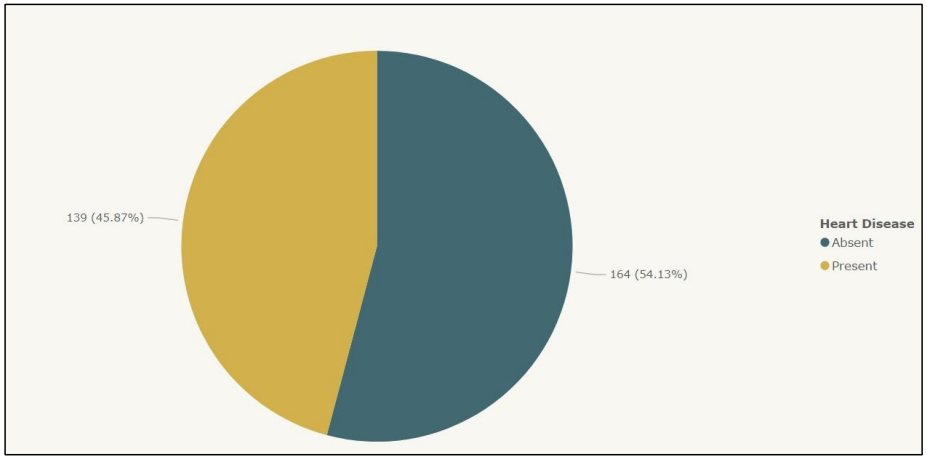 139 (45.87%)
164 (54.13%)
Heart Disease
Absent
Present